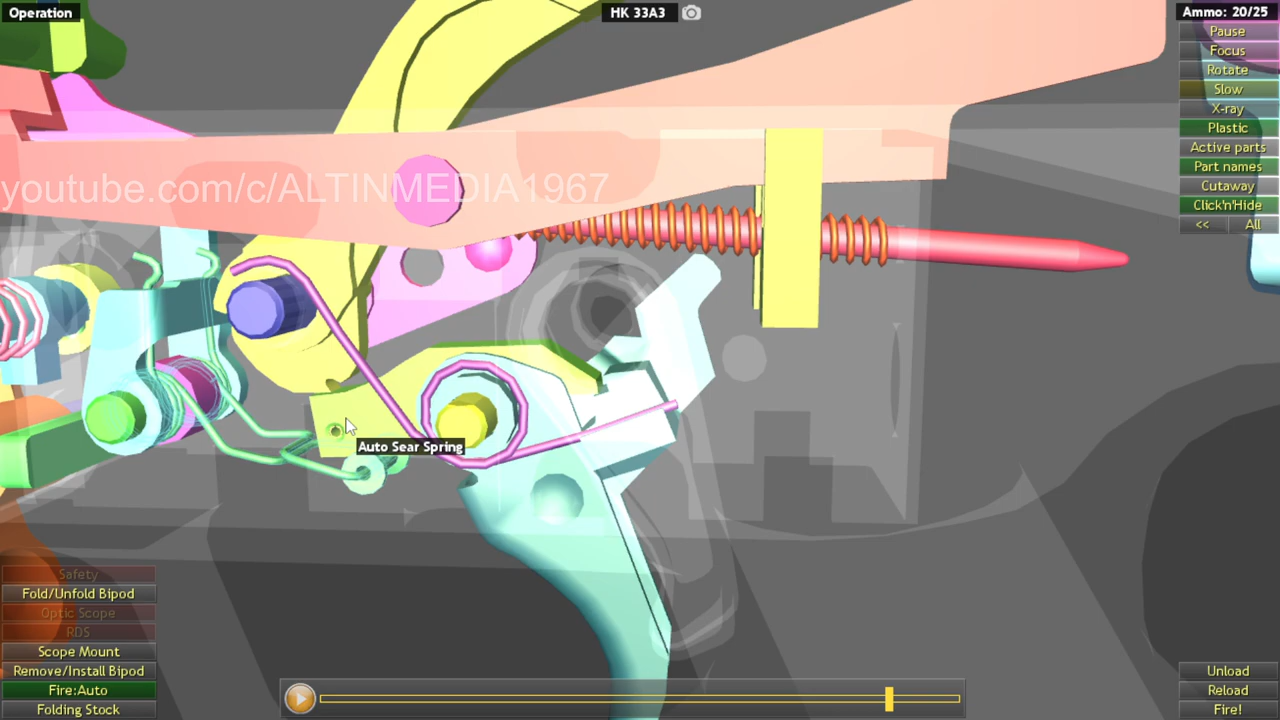 Operation
HK 33A3
Ammo: 20/25
Pause
Focus
Rotate
Slow
X-ray
Plastic
Active parts
Part names
Cutaway
Click'n'Hide
<< All
youtube.com/c/ALTINMEDIA1967
Auto Sear Spring
Safety
Fold/Unfold Bipod
Optic Scope
RDS
Scope Mount
Remove/Install Bipod
Fire:Auto
Folding Stock
Unload
Reload
Fire!